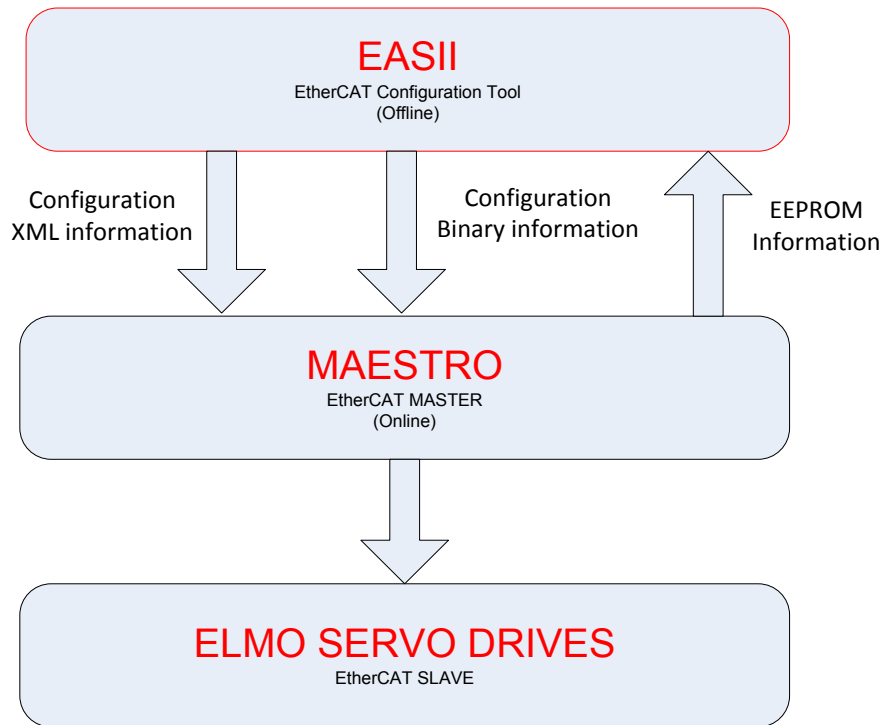 EASII
EtherCAT Configuration Tool
(Offline)
Configuration
XML information
Configuration
Binary information
EEPROM
Information
MAESTRO
EtherCAT MASTER
(Online)
ELMO SERVO DRIVES
EtherCAT SLAVE